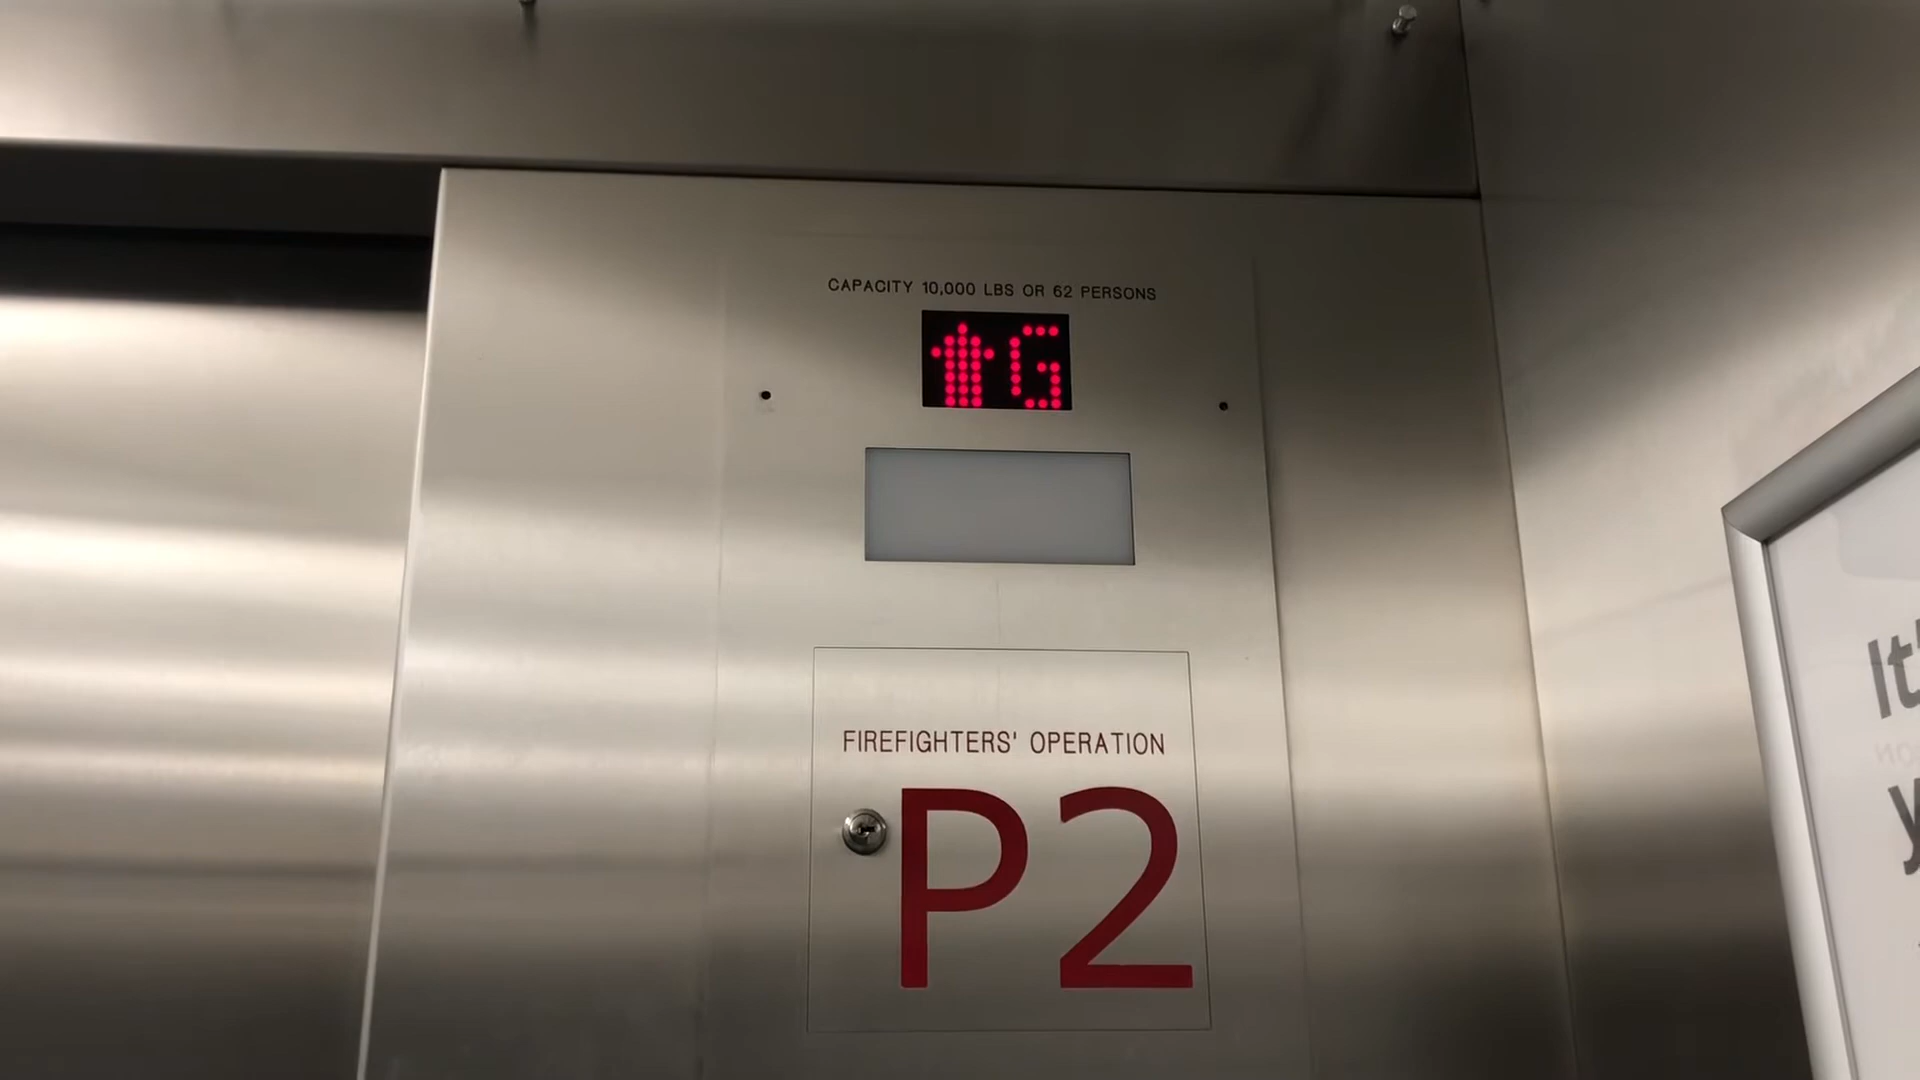 CAPACITY 10,000 LBS OR 62 PERSONS
G
FIREFIGHTERS' OPERATION
P2
It'
y